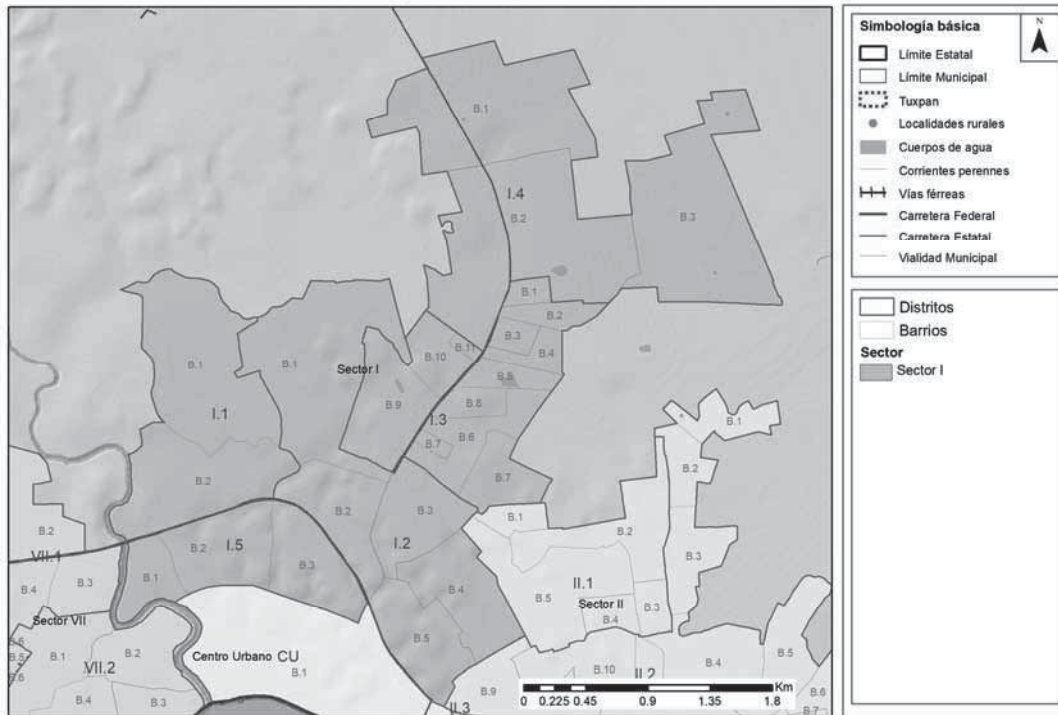 B.1
I.4
B.2
B.3
B.1
B.2
B.3
B.4
B.11
B.10
B.1
B.1
Sector I
B.5
B.9
B.8
I.1
I.3
B.7
B.6
B.1
B.2
B.2
B.7
B.2
B.3
B.1
B.2
B.2
B.2
I.5
I.2
VII.1
B.3
B.3
B.4
B.3
B.1
II.1
B.4
B.5
Sector II
B.3
Sector VII
B.4
B.6
B.5
B.6
B.1
B.2
B.5
VII.2
Centro Urbano CU
B.1
B.10
II.2
B.4
B.5
B.9
B.6
B.4
B.3
II.3
B.7
Km
0 0.225 0.45 0.9 1.35 1.8
Simbología básica
N
Límite Estatal
Límite Municipal
Tuxpan
Localidades rurales
Cuerpos de agua
Corrientes perennes
Vías férreas
Carretera Federal
Carretera Estatal
Vialidad Municipal
Distritos
Barrios
Sector
Sector I